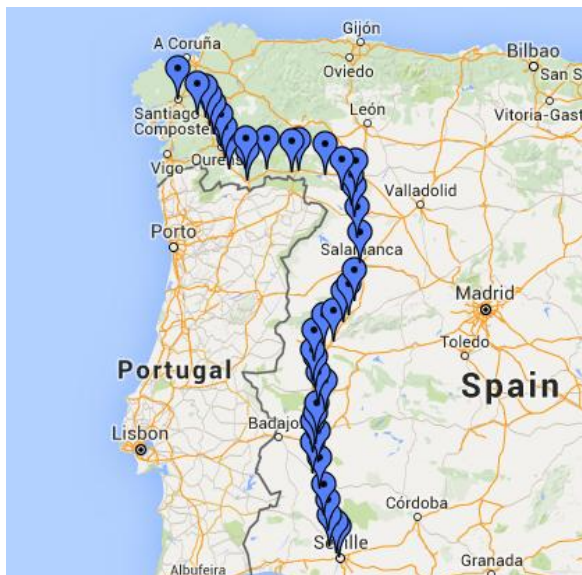 A Coruña
Gijón
Oviedo
Bilbao
San S
Santiago
Compostel
León
Vitoria-Gast
Vigo
Ourens
Valladolid
Porto
Salamanca
Madrid
Toledo
Portugal
Spain
Badajo
Lisbon
Córdoba
Seville
Granada
Albufeira